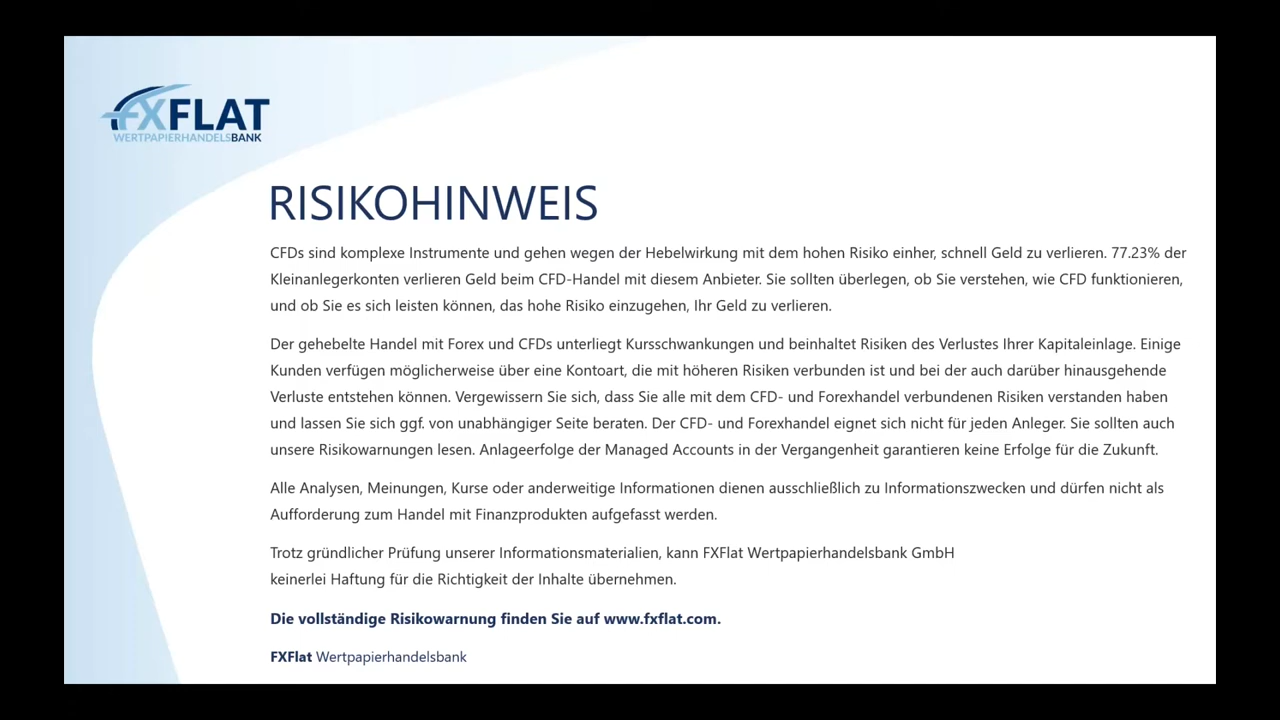 FXFLAT
WERTPAPIERHANDELSBANK
RISIKOHINWEIS
CFDs sind komplexe Instrumente und gehen wegen der Hebelwirkung mit dem hohen Risiko einher, schnell Geld zu verlieren. 77.23% der
Kleinanlegerkonten verlieren Geld beim CFD-Handel mit diesem Anbieter. Sie sollten überlegen, ob Sie verstehen, wie CFD funktionieren,
und ob Sie es sich leisten können, das hohe Risiko einzugehen, Ihr Geld zu verlieren.
Der gehebelte Handel mit Forex und CFDs unterliegt Kursschwankungen und beinhaltet Risiken des Verlustes Ihrer Kapitaleinlage. Einige
Kunden verfügen möglicherweise über eine Kontoart, die mit höheren Risiken verbunden ist und bei der auch darüber hinausgehende
Verluste entstehen können. Vergewissern Sie sich, dass Sie alle mit dem CFD- und Forexhandel verbundenen Risiken verstanden haben
und lassen Sie sich ggf. von unabhängiger Seite beraten. Der CFD- und Forexhandel eignet sich nicht für jeden Anleger. Sie sollten auch
unsere Risikowarnungen lesen. Anlageerfolge der Managed Accounts in der Vergangenheit garantieren keine Erfolge für die Zukunft.
Alle Analysen, Meinungen, Kurse oder anderweitige Informationen dienen ausschließlich zu Informationszwecken und dürfen nicht als
Aufforderung zum Handel mit Finanzprodukten aufgefasst werden.
Trotz gründlicher Prüfung unserer Informationsmaterialien, kann FXFlat Wertpapierhandelsbank GmbH
keinerlei Haftung für die Richtigkeit der Inhalte übernehmen.
Die vollständige Risikowarnung finden Sie auf www.fxflat.com.
FXFlat Wertpapierhandelsbank